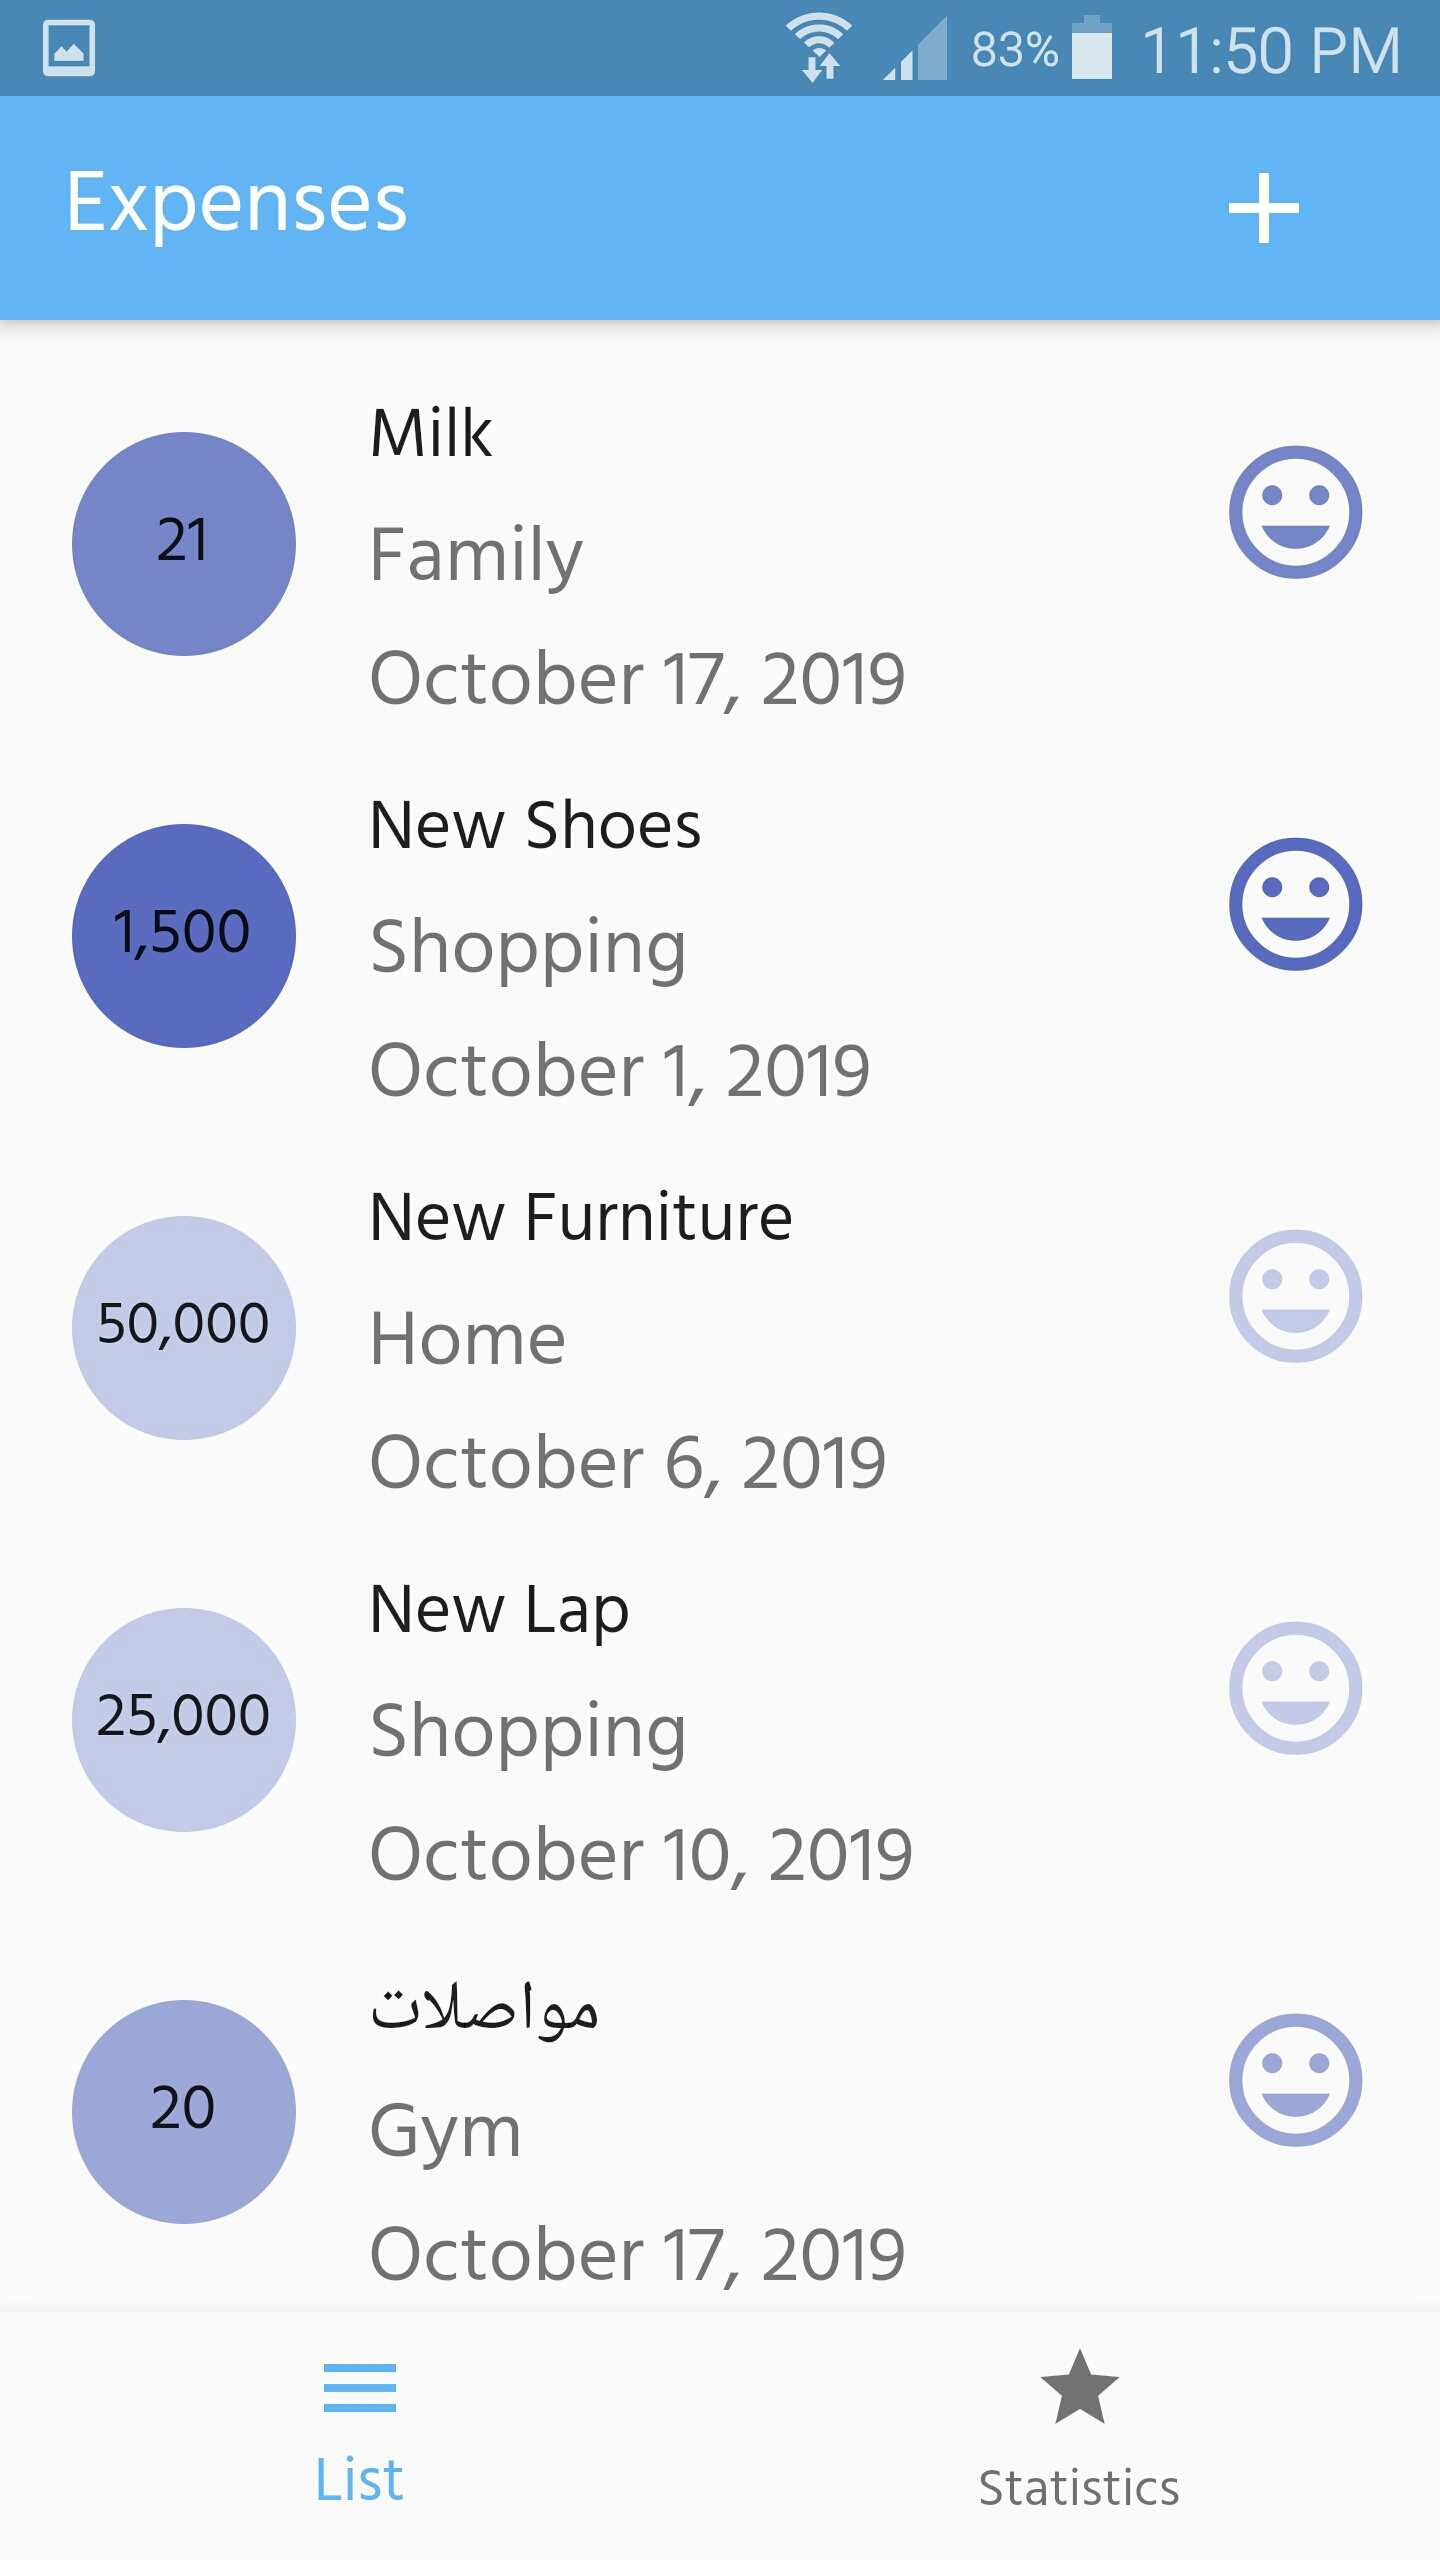 83% 11:50 PM
Expenses +
Milk
21
Family
October 17, 2019
New Shoes
1,500
Shopping
October 1, 2019
New Furniture
50,000
Home
October 6, 2019
New Lap
25,000
Shopping
October 10, 2019
مواصلات
20
Gym
October 17, 2019
List
Statistics